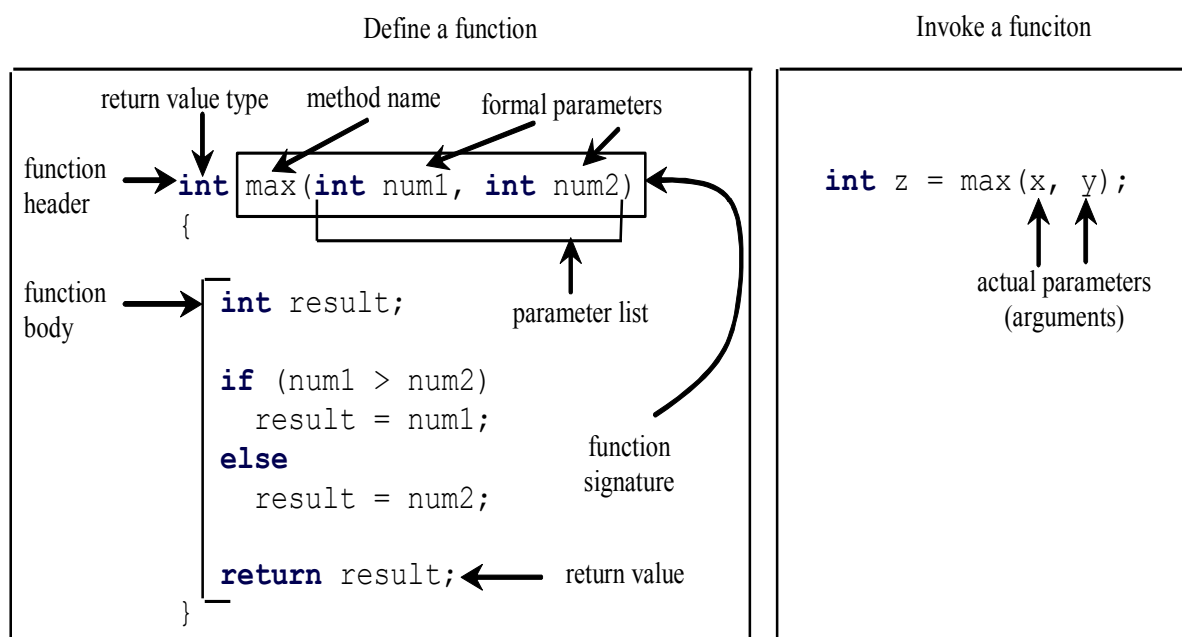 Define a function
Invoke a funciton
return value type
method name
formal parameters
function
header
int max(int num1, int num2)
{
parameter list
function
body
int result;
if (num1 > num2)
result = num1;
else
result = num2;
function
signature
return result;
return value
}
int z = max(x, y);
actual parameters
(arguments)